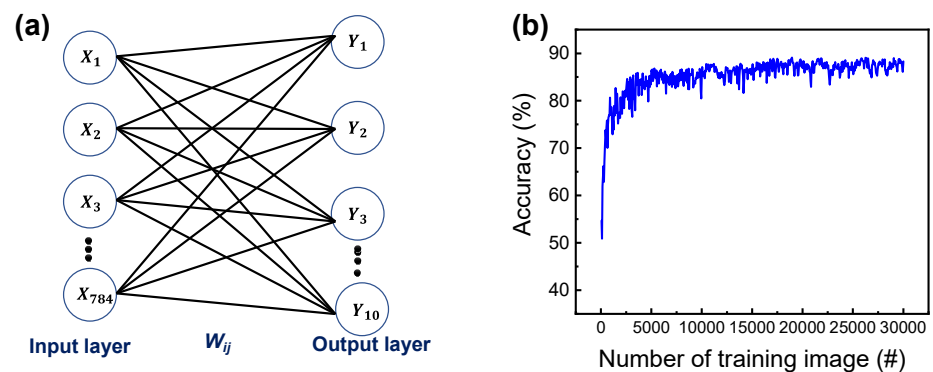 (a)
X1
X2
X3
X784
Y1
Y2
Y3
Y10
Input layer
Wij
Output layer
(b)
90
80
70
60
50
40
Accuracy (%)
0 5000 10000 15000 20000 25000 30000
Number of training image (#)